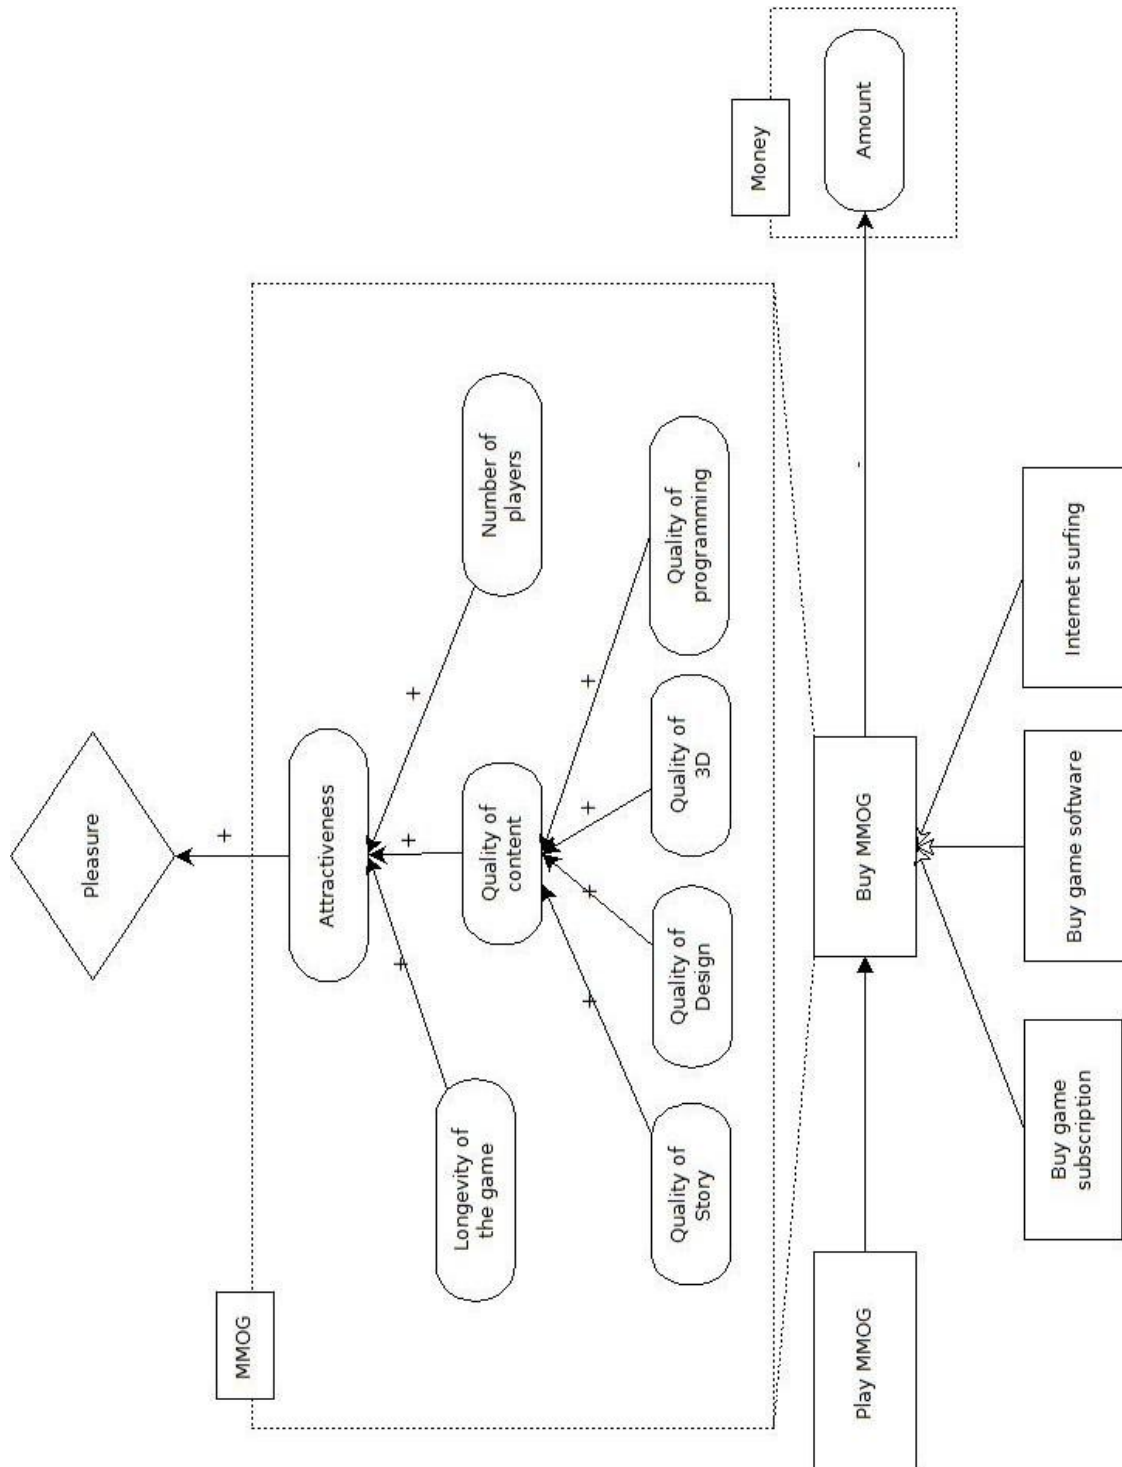 Pleasure
+
MMOG
Attractiveness
+
+
+
Longevity of
the game
Quality of
content
Number of
players
+
+
+
+
Quality of
Story
Quality of
Design
Quality of
3D
Quality of
programming
Money
Amount
Play MMOG
Buy MMOG
-
Buy game
subscription
Buy game software
Internet surfing